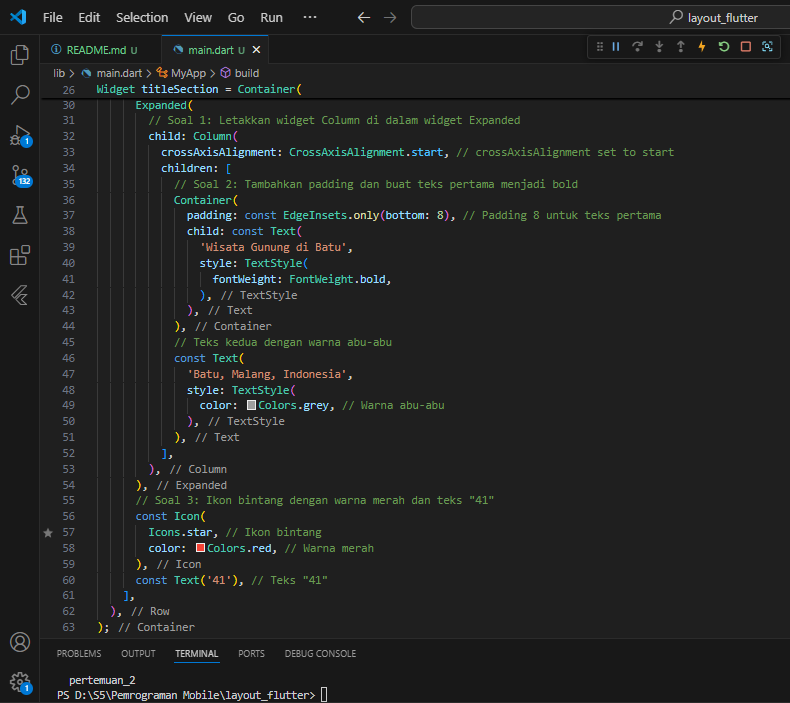 File Edit Selection View Go Run ··· ← → layout_flutter
README.md U main.dart U ×
lib > main.dart > MyApp > build
26 Widget titleSection = Container(
30 Expanded(
31 // Soal 1: Letakkan widget Column di dalam widget Expanded
32 child: Column(
33 crossAxisAlignment: CrossAxisAlignment.start, // crossAxisAlignment set to start
34 children: [
35 // Soal 2: Tambahkan padding dan buat teks pertama menjadi bold
36 Container(
37 padding: const EdgeInsets.only(bottom: 8), // Padding 8 untuk teks pertama
38 child: const Text(
39 'Wisata Gunung di Batu',
40 style: TextStyle(
41 fontWeight: FontWeight.bold,
42 ), // TextStyle
43 ), // Text
44 ), // Container
45 // Teks kedua dengan warna abu-abu
46 const Text(
47 'Batu, Malang, Indonesia',
48 style: TextStyle(
49 color: Colors.grey, // Warna abu-abu
50 ), // TextStyle
51 ), // Text
52 ],
53 ), // Column
54 ), // Expanded
55 // Soal 3: Ikon bintang dengan warna merah dan teks "41"
56 const Icon(
57 Icons.star, // Ikon bintang
58 color: Colors.red, // Warna merah
59 ), // Icon
60 const Text('41'), // Teks "41"
61 ],
62 ), // Row
63 ); // Container
1
132
1
PROBLEMS OUTPUT TERMINAL PORTS DEBUG CONSOLE
pertemuan_2
PS D:\S5\Pemrograman Mobile\layout_flutter>